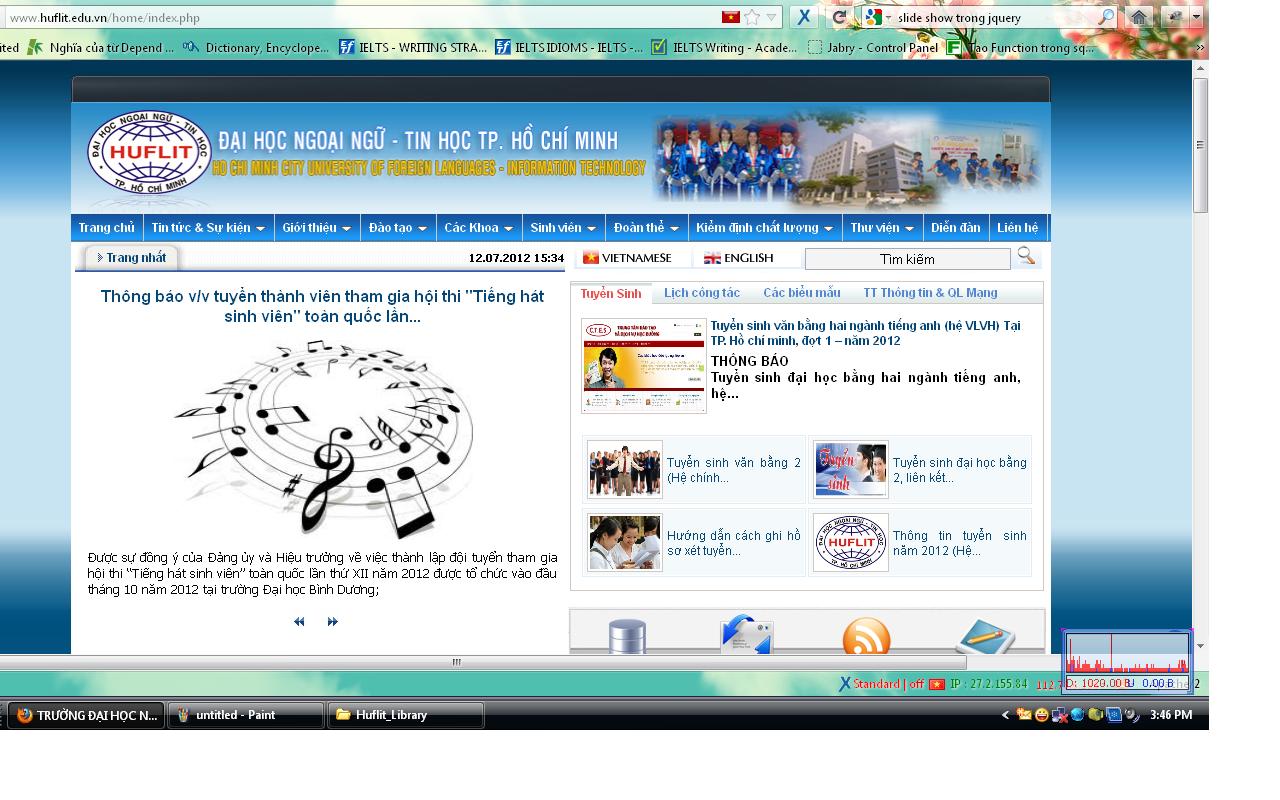 www.huflit.edu.vn/home/index.php
slide show trong jquery
ited Nghĩa của từ Depend ... Dictionary, Encyclope... IELTS - WRITING STRA... IELTS IDIOMS - IELTS -... IELTS Writing - Acade... Jabry - Control Panel Tao Function trong sq... »
ĐẠI HỌC NGOẠI NGỮ - TIN HỌC TP. HỒ CHÍ MINH
HUFLIT
TP. HỒ CHÍ MINH
HO CHI MINH CITY UNIVERSITY OF FOREIGN LANGUAGES - INFORMATION TECHNOLOGY
Trang chủ Tin tức & Sự kiện Giới thiệu Đào tạo Các Khoa Sinh viên Đoàn thể Kiểm định chất lượng Thư viện Diễn đàn Liên hệ
Trang nhất 12.07.2012 15:34
VIETNAMESE ENGLISH Tìm kiếm
Thông báo v/v tuyển thành viên tham gia hội thi "Tiếng hát
sinh viên" toàn quốc lần...
Được sự đồng ý của Đảng ủy và Hiệu trưởng về việc thành lập đội tuyển tham gia
hội thi “Tiếng hát sinh viên” toàn quốc lần thứ XII năm 2012 được tổ chức vào đầu
tháng 10 năm 2012 tại trường Đại học Bình Dương;
Tuyển Sinh Lịch công tác Các biểu mẫu TT Thông tin & QL Mạng
C.T.E.S
TRUNG TÂM ĐÀO TẠO
Tuyển sinh văn bằng hai ngành tiếng anh (hệ VLVH) Tại
TP. Hồ chí minh, đợt 1 – năm 2012
THÔNG BÁO
Tuyển sinh đại học bằng hai ngành tiếng anh,
hệ...
Tuyển sinh văn bằng 2
(Hệ chính...
Tuyển
sinh
Tuyển sinh đại học bằng
2, liên kết...
Hướng dẫn cách ghi hồ
sơ xét tuyển...
HUFLIT
Thông tin tuyển sinh
năm 2012 (Hệ...
Standard | off IP : 27.2.155.84 112.7
D: 1020.00 B U: 0.00 B
TRƯỜNG ĐẠI HỌC N... untitled - Paint Huflit_Library 3:46 PM